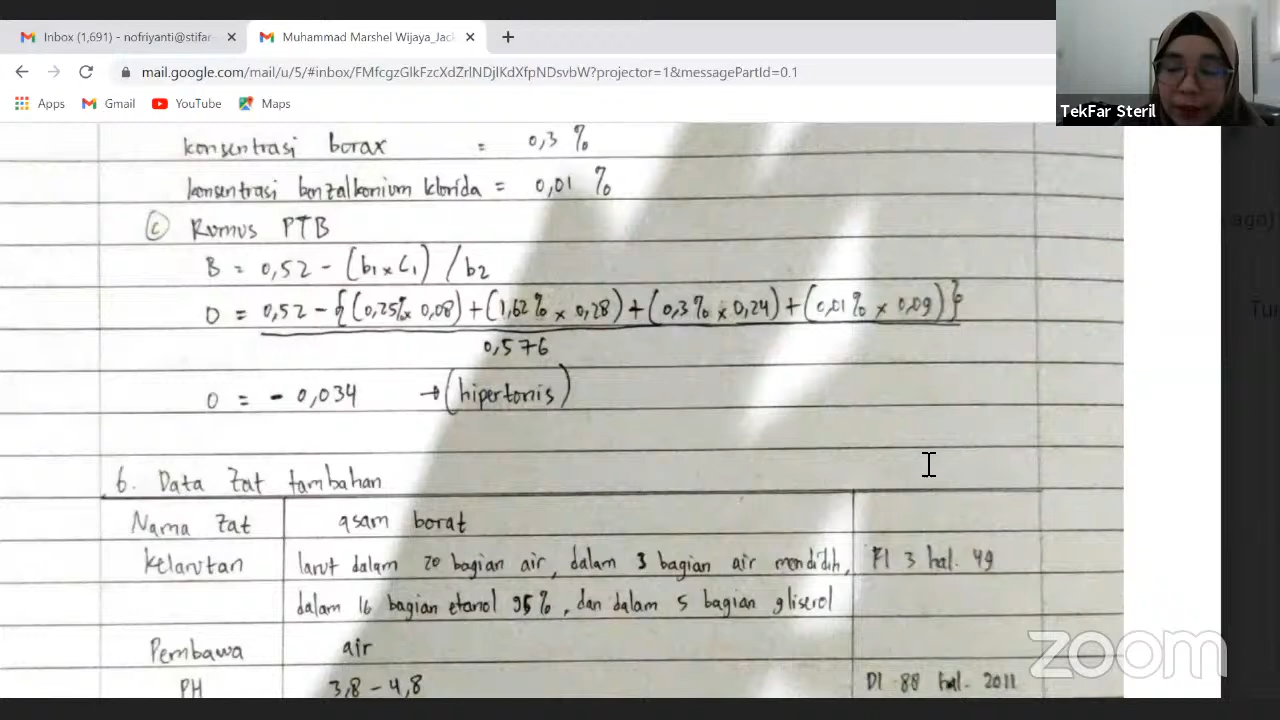 Inbox (1,691) - nofriyanti@stifar
Muhammad Marshel Wijaya_Jac
mail.google.com/mail/u/5/#inbox/FMfcgzGlkFzcXdZrlNDjlKdXfpNDsvbW?projector=1&messagePartId=0.1
Apps Gmail YouTube Maps
TekFar Steril
konsentrasi borax = 0,3 %
konsentrasi benzalkonium klorida = 0,01 %
ago)
c Rumus PTB
B = 0,52 - (b1 x C1) / b2
0 = 0,52 - {(0,25% x 0,08) + (1,62% x 0,28) + (0,3% x 0,24) + (0,01% x 0,09)}
0,576
Tu
0 = - 0,034 → (hipertonis)
6. Data zat tambahan
Nama zat asam borat
Kelarutan larut dalam 20 bagian air, dalam 3 bagian air mendidih, FI 3 hal. 49
dalam 16 bagian etanol 95%, dan dalam 5 bagian gliserol
Pembawa air
PH 3,8 - 4,8 DI 88 hal. 2011
zoom